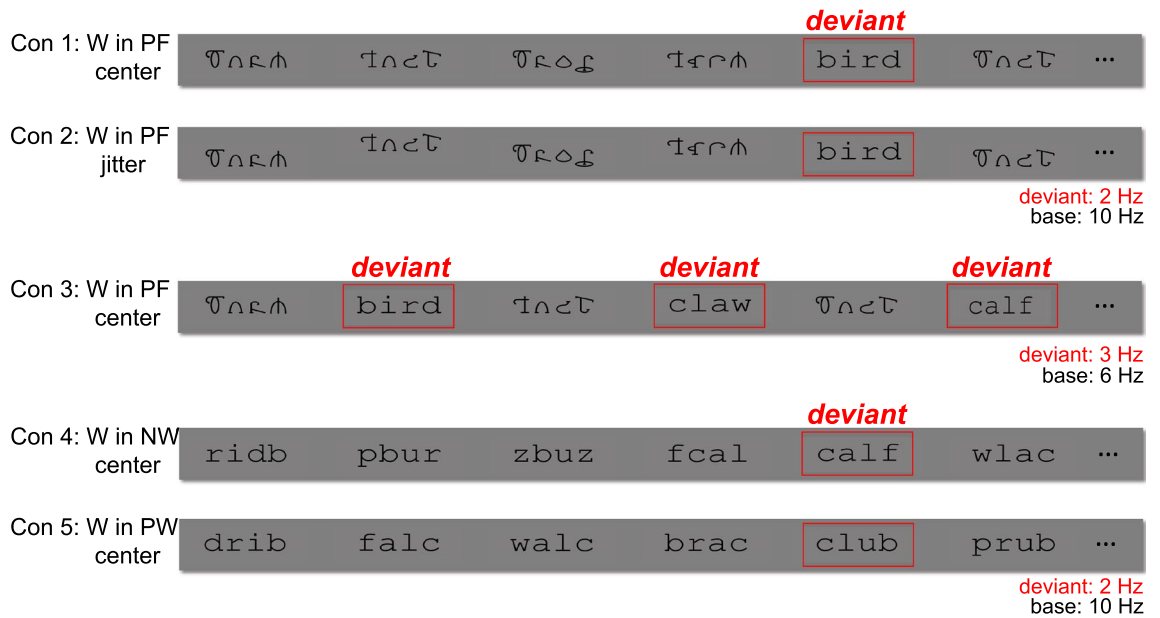 deviant
Con 1: W in PF
center
bird ...
Con 2: W in PF
jitter
bird ...
deviant: 2 Hz
base: 10 Hz
deviant deviant deviant
Con 3: W in PF
center
bird claw calf ...
deviant: 3 Hz
base: 6 Hz
deviant
Con 4: W in NW
center
ridb pbur zbuz fcal calf wlac ...
Con 5: W in PW
center
drib falc walc brac club prub ...
deviant: 2 Hz
base: 10 Hz